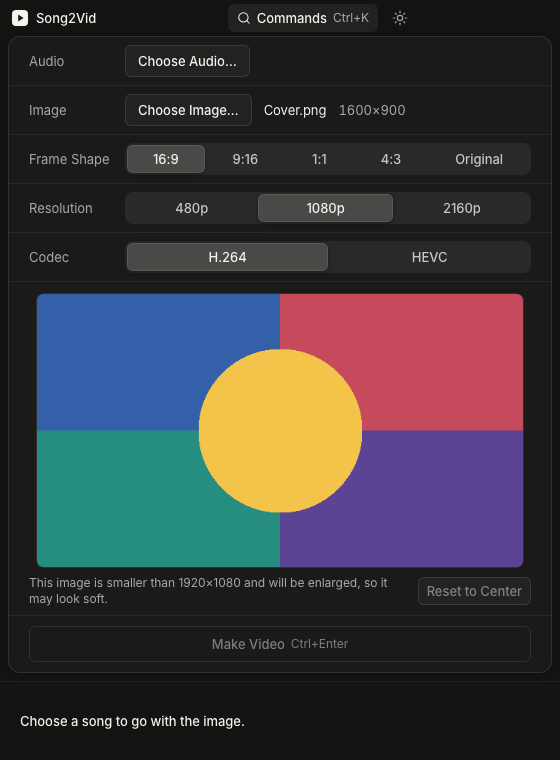 Song2Vid
Commands Ctrl+K
Audio
Choose Audio...
Image
Choose Image...
Cover.png 1600×900
Frame Shape
16:9 9:16 1:1 4:3 Original
Resolution
480p 1080p 2160p
Codec
H.264 HEVC
This image is smaller than 1920×1080 and will be enlarged, so it
may look soft.
Reset to Center
Make Video Ctrl+Enter
Choose a song to go with the image.